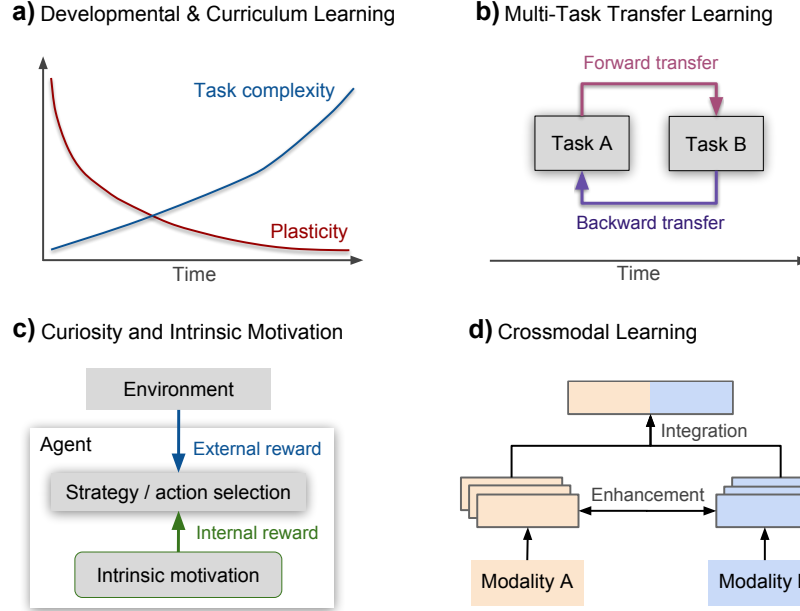 a) Developmental & Curriculum Learning
Task complexity
Plasticity
Time
b) Multi-Task Transfer Learning
Forward transfer
Task A
Task B
Backward transfer
Time
c) Curiosity and Intrinsic Motivation
Environment
Agent
External reward
Strategy / action selection
Internal reward
Intrinsic motivation
d) Crossmodal Learning
Integration
Enhancement
Modality A
Modality